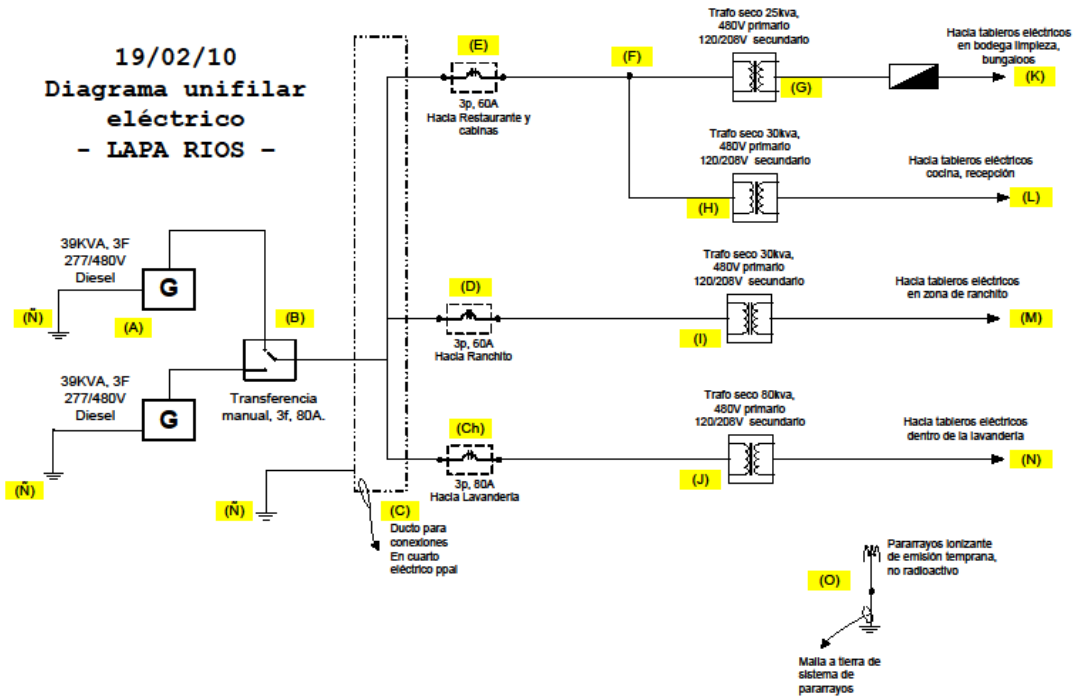 19/02/10
Diagrama unifilar
eléctrico
- LAPA RIOS -
(E)
3p, 60A
Hacia Restaurante y
cabinas
(F)
Trafo seco 25kva,
480V primario
120/208V secundario
(G)
Hacia tableros eléctricos
en bodega limpieza,
bungaloos
(K)
Trafo seco 30kva,
480V primario
120/208V secundario
(H)
Hacia tableros eléctricos
cocina, recepción
(L)
39KVA, 3F
277/480V
Diesel
G
(Ñ)
(A)
(B)
(D)
3p, 60A
Hacia Ranchito
Trafo seco 30kva,
480V primario
120/208V secundario
(I)
Hacia tableros eléctricos
en zona de ranchito
(M)
39KVA, 3F
277/480V
Diesel
G
(Ñ)
Transferencia
manual, 3f, 80A.
(Ch)
3p, 80A
Hacia Lavandería
Trafo seco 80kva,
480V primario
120/208V secundario
(J)
Hacia tableros eléctricos
dentro de la lavandería
(N)
(Ñ)
(C)
Ducto para
conexiones
En cuarto
eléctrico ppal
Pararrayos ionizante
de emisión temprana,
no radioactivo
(O)
Malla a tierra de
sistema de
pararrayos